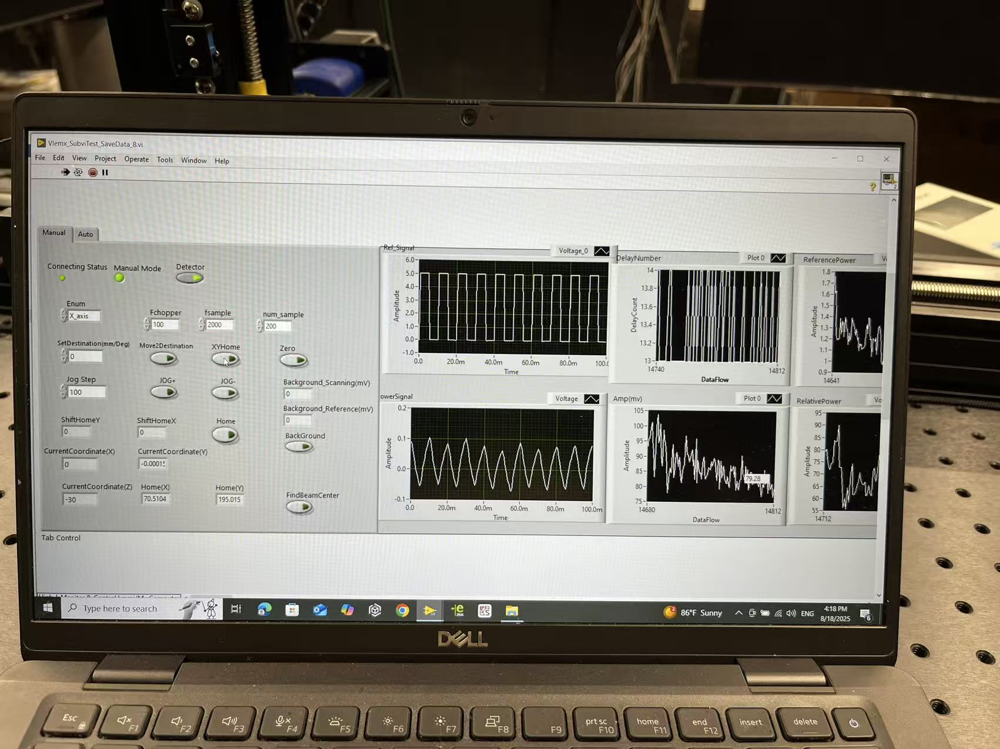 Vlemx_SubviTest_SaveData_8.vi
File Edit View Project Operate Tools Window Help
2
Manual Auto
Connecting Status Manual Mode Detector
Enum
X_axis
Fchopper
100
fsample
2000
num_sample
200
SetDestination(mm/Deg)
0
Move2Destination
XYHome
Zero
Jog Step
100
JOG+
JOG-
Background_Scanning(mV)
0
Background_Reference(mV)
0
ShiftHomeY
0
ShiftHomeX
0
Home
BackGround
CurrentCoordinate(X)
0
CurrentCoordinate(Y)
-0.00015
CurrentCoordinate(Z)
-30
Home(X)
70.5104
Home(Y)
195.015
FindBeamCenter
Tab Control
Ref_Signal
Voltage_0
Amplitude
6.0
5.0
4.0
3.0
2.0
1.0
0.0
-1.0
0.0 20.0m 40.0m 60.0m 80.0m 100.
Time
DelayNumber
Plot 0
DelayCount
14
13.8
13.6
13.4
13.2
13
14740 14812
DataFlow
ReferencePower
Amplitude
1.8
1.7
1.6
1.5
1.4
1.3
1.2
1.1
1
0.9
14641
owerSignal
Voltage
Amplitude
0.2
0.1
0.0
-0.1
0.0 20.0m 40.0m 60.0m 80.0m 100.0m
Time
Amp(mv)
Plot 0
Amplitude
105
100
95
90
85
80
75
79.28
14680 14812
DataFlow
RelativePower
Vo
Amplitude
95
90
85
80
75
70
65
60
55
14712
Type here to search
86°F Sunny
ENG
4:18 PM
8/18/2025
6
DELL
Esc
F1
F2
F3
F4
F5
F6
F7
F8
F9
prt sc
F10
home
F11
end
F12
insert
delete